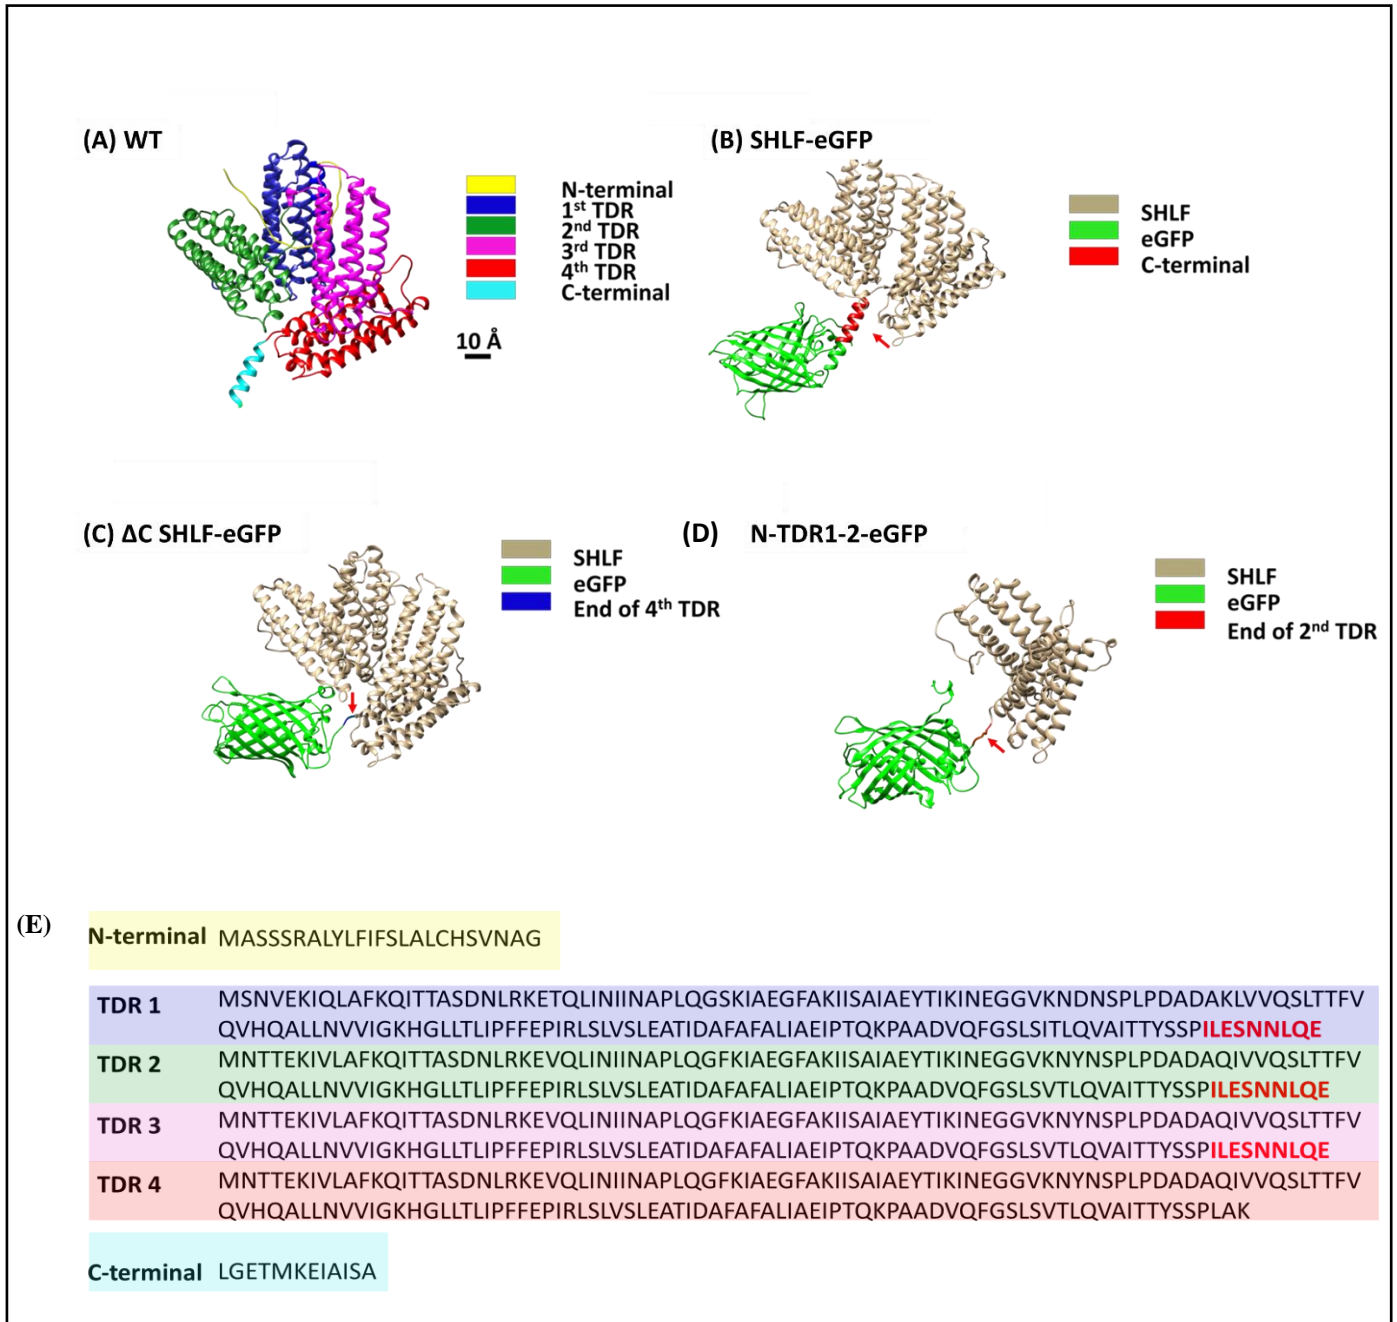 (A) WT
N-terminal
1st TDR
2nd TDR
3rd TDR
4th TDR
C-terminal
10 Å
(B) SHLF-eGFP
SHLF
eGFP
C-terminal
(C) ΔC SHLF-eGFP
SHLF
eGFP
End of 4th TDR
(D) N-TDR1-2-eGFP
SHLF
eGFP
End of 2nd TDR
(E)
N-terminal MASSSRALYLFIFSLALCHSVNAG
TDR 1 MSNVEKIQLAFKQITTASDNLRKETQLINIINAPLQGSKIAEGFAKIISAIAEYTIKINEGGVKNDNSPLPDADAKLVVQSLTTFV
QVHQALLNVVIGKHGLLTLIPFFEPIRLSLVSLEATIDAFAFALIAEIPTQKPAADVQFGSLSITLQVAITTYSSPILESNNLQE
TDR 2 MNTTEKIVLAFKQITTASDNLRKEVQLINIINAPLQGFKIAEGFAKIISAIAEYTIKINEGGVKNYNSPLPDADAQIVVQSLTTFV
QVHQALLNVVIGKHGLLTLIPFFEPIRLSLVSLEATIDAFAFALIAEIPTQKPAADVQFGSLSVTLQVAITTYSSPILESNNLQE
TDR 3 MNTTEKIVLAFKQITTASDNLRKEVQLINIINAPLQGFKIAEGFAKIISAIAEYTIKINEGGVKNYNSPLPDADAQIVVQSLTTFV
QVHQALLNVVIGKHGLLTLIPFFEPIRLSLVSLEATIDAFAFALIAEIPTQKPAADVQFGSLSVTLQVAITTYSSPILESNNLQE
TDR 4 MNTTEKIVLAFKQITTASDNLRKEVQLINIINAPLQGFKIAEGFAKIISAIAEYTIKINEGGVKNYNSPLPDADAQIVVQSLTTFV
QVHQALLNVVIGKHGLLTLIPFFEPIRLSLVSLEATIDAFAFALIAEIPTQKPAADVQFGSLSVTLQVAITTYSSPLAK
C-terminal LGETMKEIAISA